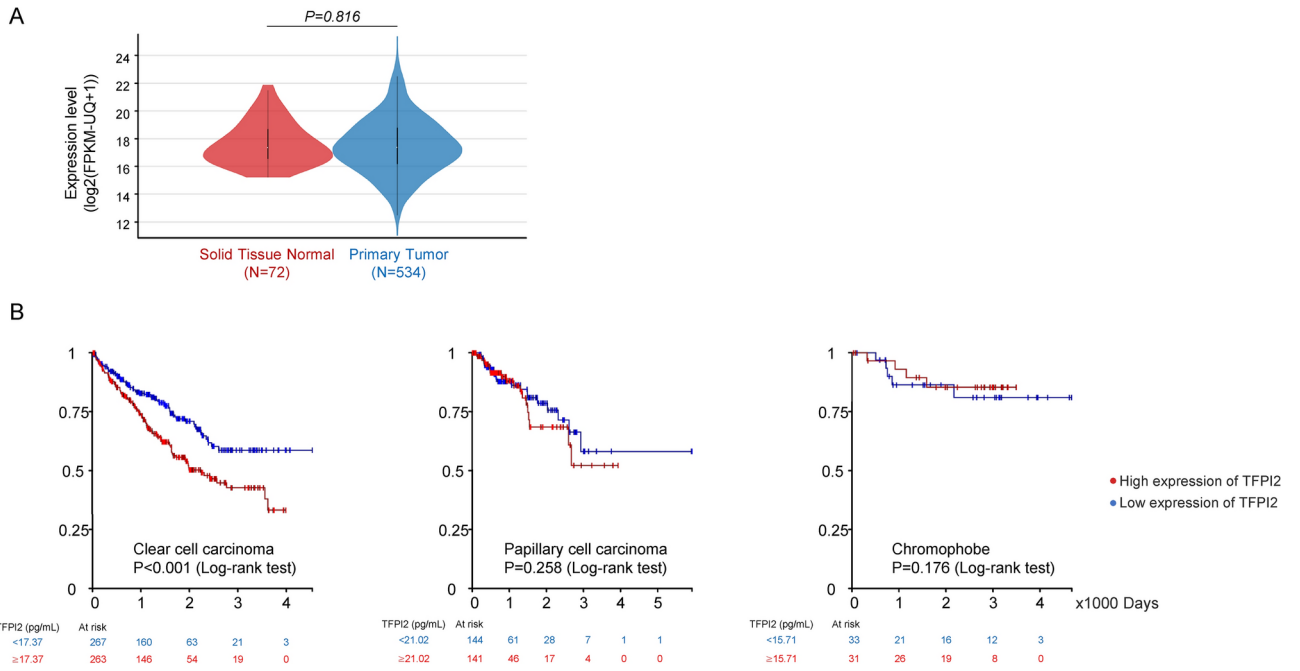 A
P=0.816
Expression level
(log2(FPKM-UQ+1))
24
22
20
18
16
14
12
Solid Tissue Normal
(N=72)
Primary Tumor
(N=534)
B
1
0.75
0.5
0.25
0
Clear cell carcinoma
P<0.001 (Log-rank test)
0 1 2 3 4
TFPI2 (pg/mL) At risk
<17.37 267 160 63 21 3
≥17.37 263 146 54 19 0
1
0.75
0.5
0.25
0
Papillary cell carcinoma
P=0.258 (Log-rank test)
0 1 2 3 4 5
TFPI2 (pg/mL) At risk
<21.02 144 61 28 7 1 1
≥21.02 141 46 17 4 0 0
1
0.75
0.5
0.25
0
Chromophobe
P=0.176 (Log-rank test)
0 1 2 3 4 x1000 Days
TFPI2 (pg/mL) At risk
<15.71 33 21 16 12 3
≥15.71 31 26 19 8 0
High expression of TFPI2
Low expression of TFPI2